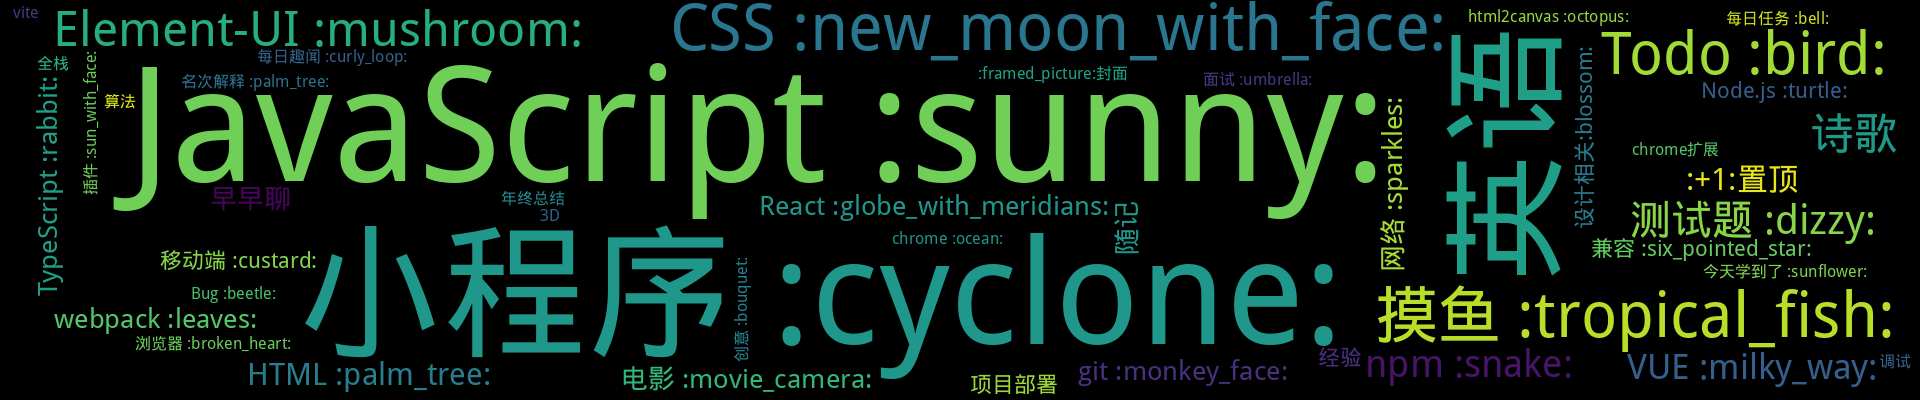 vite
Element-UI :mushroom:
CSS :new_moon_with_face:
html2canvas :octopus:
每日任务 :bell:
全栈
每日趣闻 :curly_loop:
Todo :bird:
名次解释 :palm_tree:
:framed_picture:封面
面试 :umbrella:
Node.js :turtle:
算法
JavaScript :sunny:
TypeScript :rabbit:
插件 :sun_with_face:
网络 :sparkles:
英语
设计相关:blossom:
诗歌
chrome扩展
:+1:置顶
早早聊
年终总结
3D
React :globe_with_meridians:
随记
测试题 :dizzy:
chrome :ocean:
兼容 :six_pointed_star:
移动端 :custard:
小程序 :cyclone:
今天学到了 :sunflower:
Bug :beetle:
创意 :bouquet:
webpack :leaves:
摸鱼 :tropical_fish:
浏览器 :broken_heart:
HTML :palm_tree:
电影 :movie_camera:
项目部署
git :monkey_face:
经验
npm :snake:
VUE :milky_way:
调试